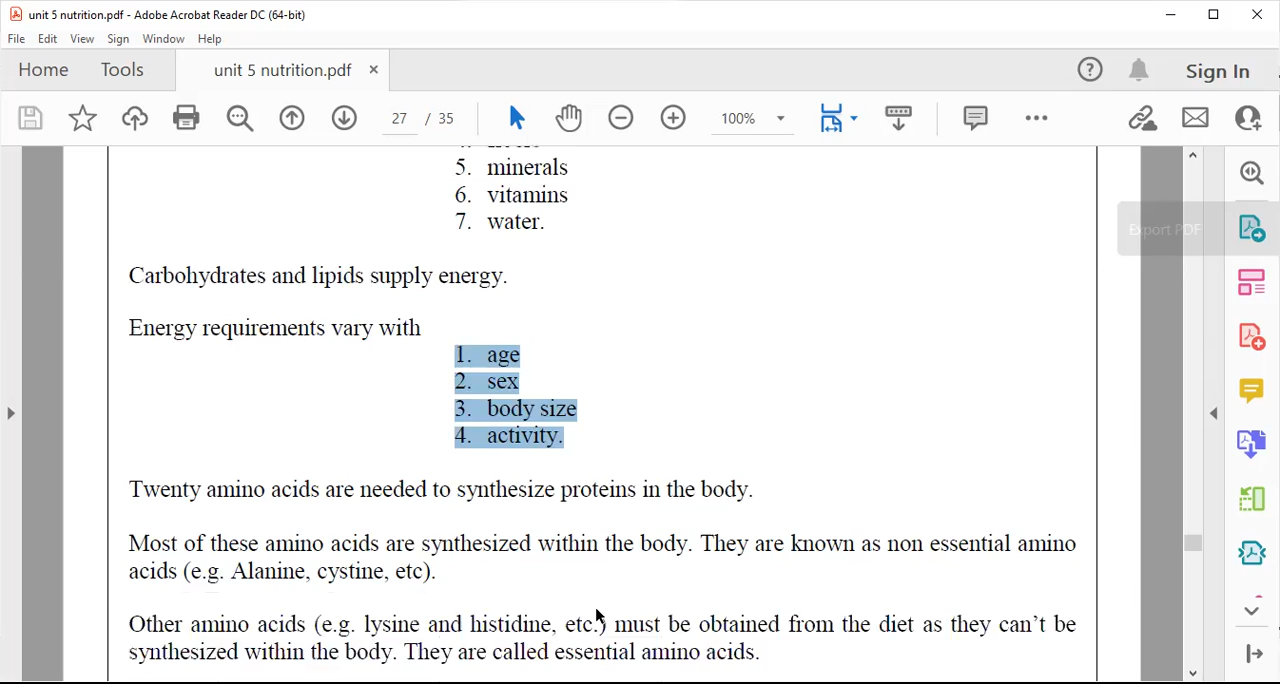 unit 5 nutrition.pdf - Adobe Acrobat Reader DC (64-bit)
File Edit View Sign Window Help
Home Tools unit 5 nutrition.pdf × Sign In
27 / 35 100%
5. minerals
6. vitamins
7. water.
Export PDF
Carbohydrates and lipids supply energy.
Energy requirements vary with
1. age
2. sex
3. body size
4. activity.
Twenty amino acids are needed to synthesize proteins in the body.
Most of these amino acids are synthesized within the body. They are known as non essential amino
acids (e.g. Alanine, cystine, etc).
Other amino acids (e.g. lysine and histidine, etc.) must be obtained from the diet as they can’t be
synthesized within the body. They are called essential amino acids.